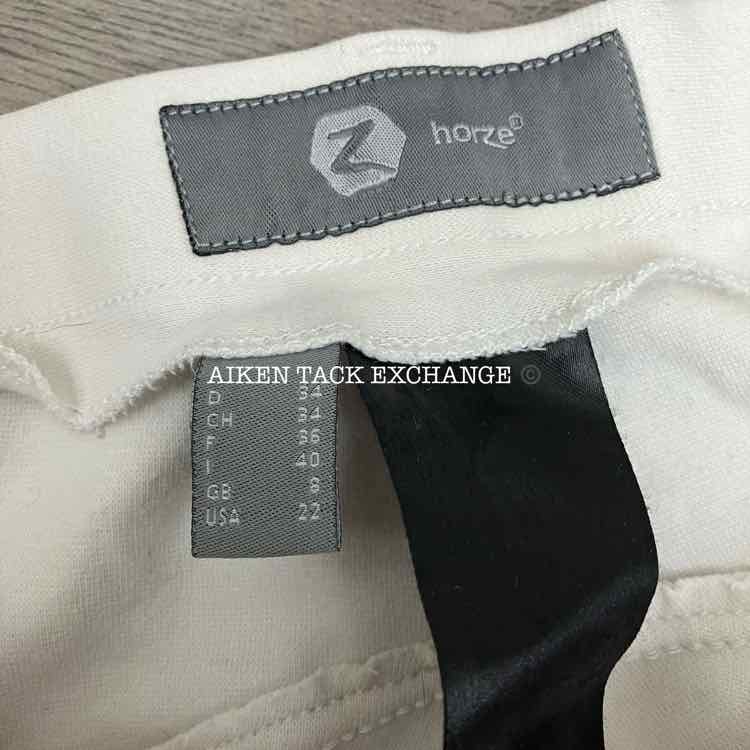 Z horze®
AIKEN TACK EXCHANGE ©
D 34
CH 34
F 36
I 40
GB 8
USA 22